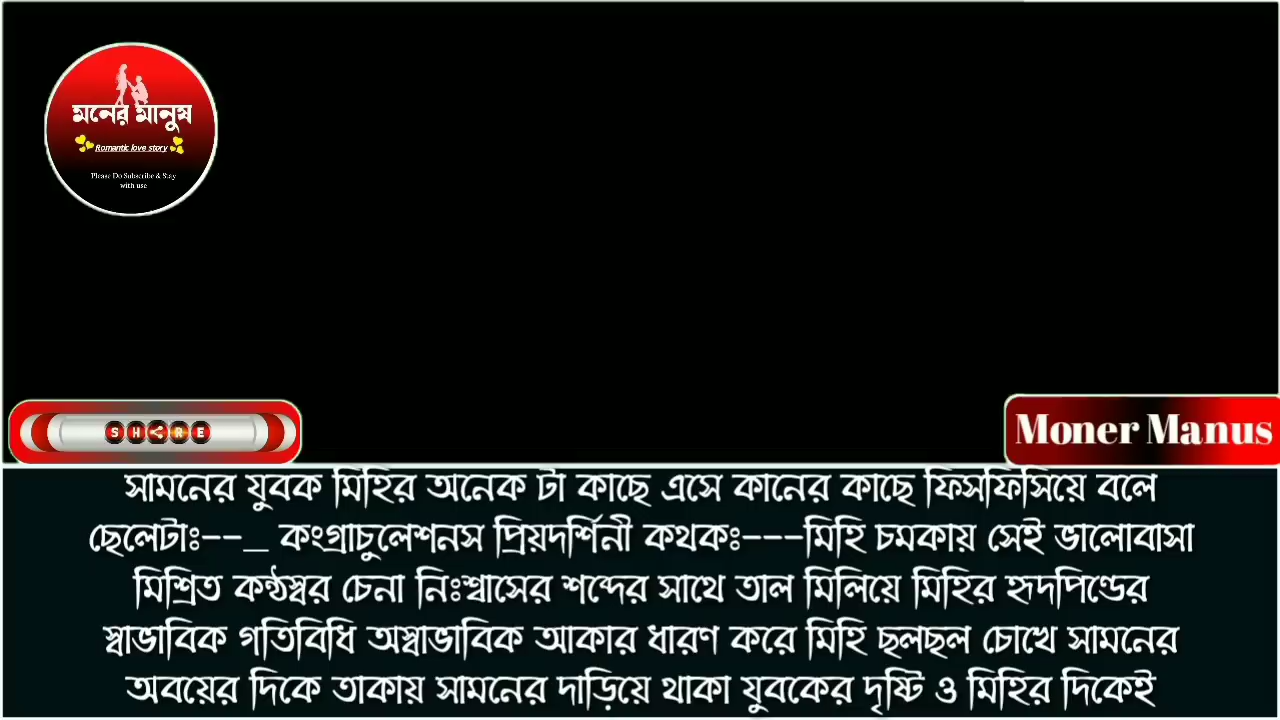 মনের মানুষ
Romantic love story
Please Do Subscribe & Stay
with use
SHARE
Moner Manus
সামনের যুবক মিহির অনেক টা কাছে এসে কানের কাছে ফিসফিসিয়ে বলে
ছেলেটাঃ--_ কংগ্রাচুলেশনস প্রিয়দর্শিনী কথকঃ---মিহি চমকায় সেই ভালোবাসা
মিশ্রিত কন্ঠস্বর চেনা নিঃশ্বাসের শব্দের সাথে তাল মিলিয়ে মিহির হৃদপিণ্ডের
স্বাভাবিক গতিবিধি অস্বাভাবিক আকার ধারণ করে মিহি ছলছল চোখে সামনের
অবয়ের দিকে তাকায় সামনের দাড়িয়ে থাকা যুবকের দৃষ্টি ও মিহির দিকেই